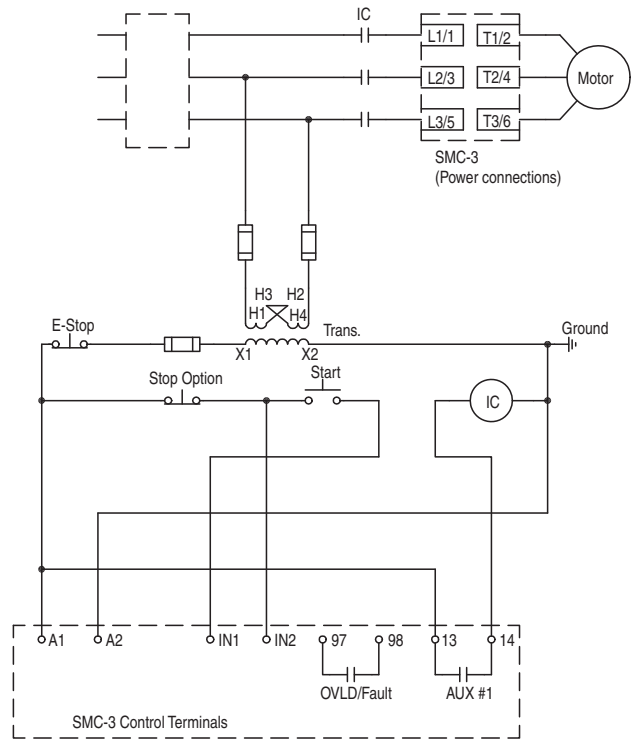 IC
L1/1 T1/2
L2/3 T2/4 Motor
L3/5 T3/6
SMC-3
(Power connections)
H3 H2
H1 H4
E-Stop Trans. Ground
X1 X2
Stop Option Start
IC
A1 A2 IN1 IN2 97 98 13 14
OVLD/Fault AUX #1
SMC-3 Control Terminals